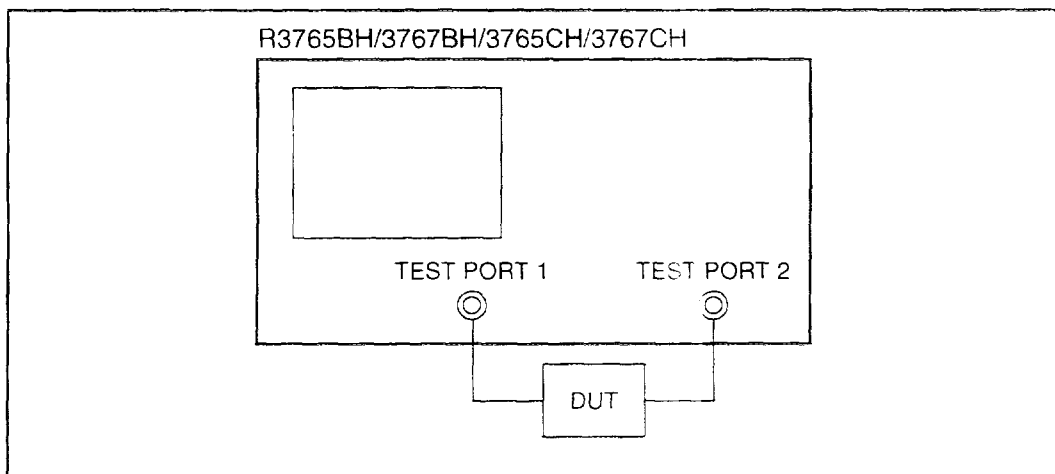 R3765BH/3767BH/3765CH/3767CH
TEST PORT 1
TEST PORT 2
DUT